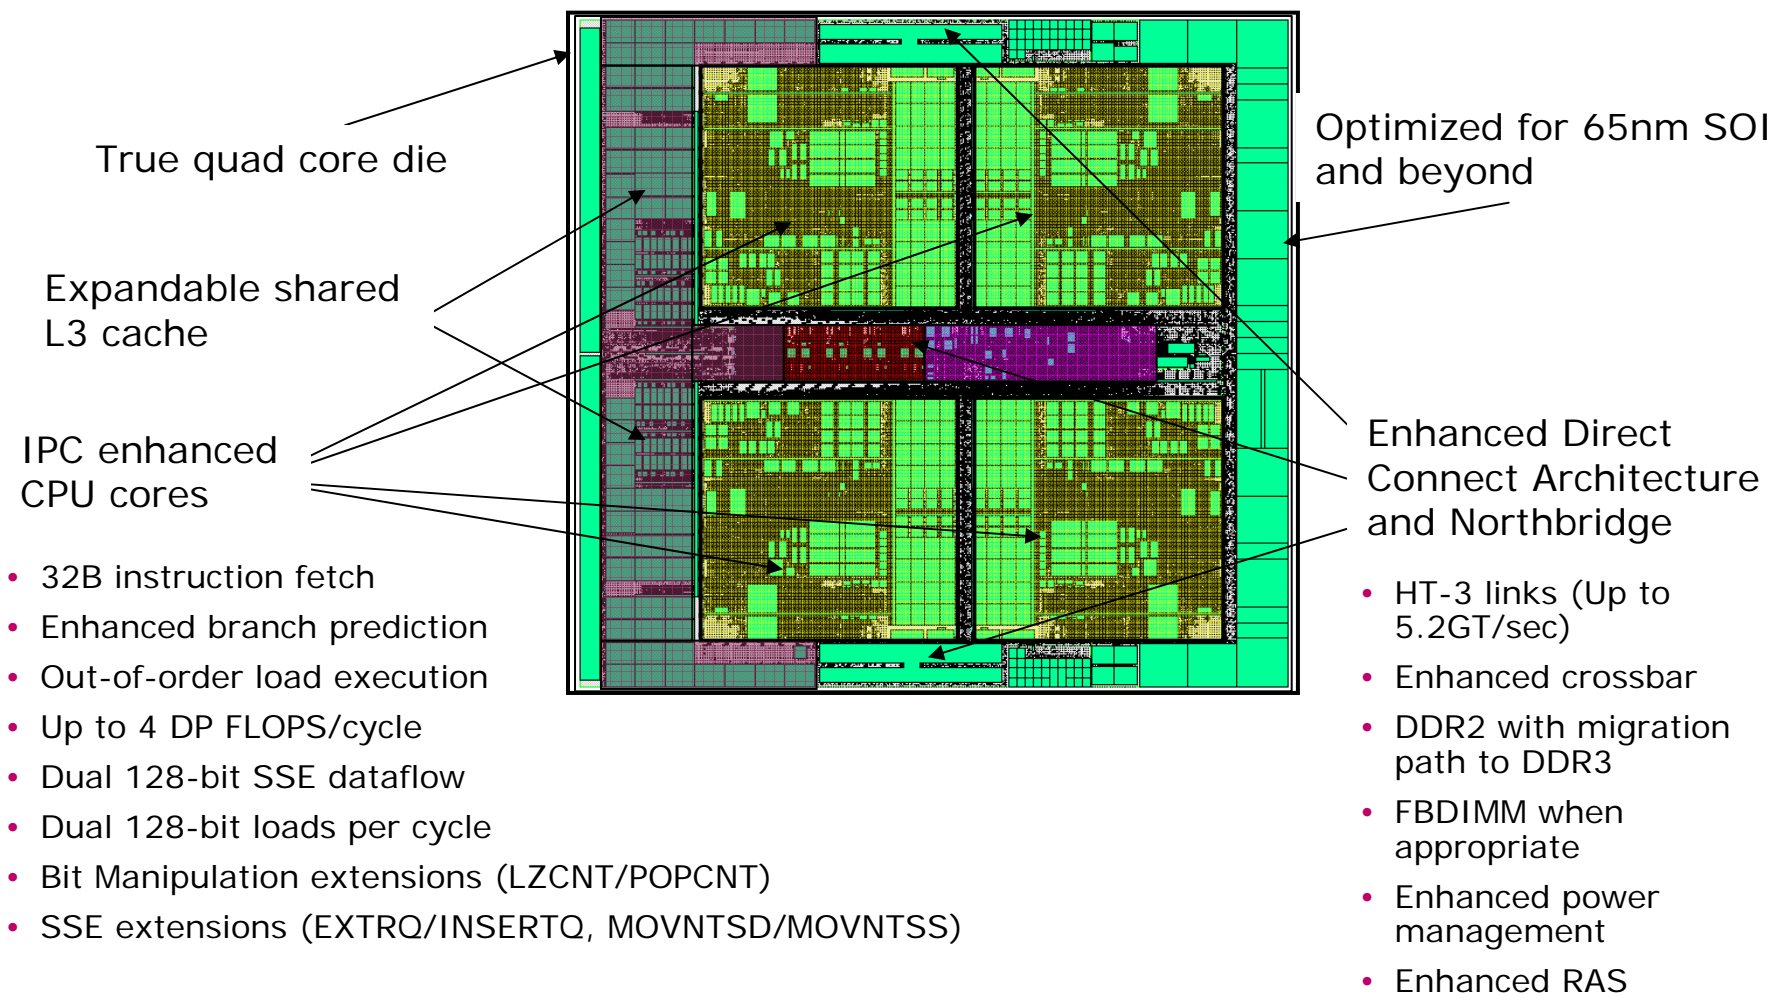 True quad core die
Expandable shared
L3 cache
IPC enhanced
CPU cores
• 32B instruction fetch
• Enhanced branch prediction
• Out-of-order load execution
• Up to 4 DP FLOPS/cycle
• Dual 128-bit SSE dataflow
• Dual 128-bit loads per cycle
• Bit Manipulation extensions (LZCNT/POPCNT)
• SSE extensions (EXTRQ/INSERTQ, MOVNTSD/MOVNTSS)
Optimized for 65nm SOI
and beyond
Enhanced Direct
Connect Architecture
and Northbridge
• HT-3 links (Up to
5.2GT/sec)
• Enhanced crossbar
• DDR2 with migration
path to DDR3
• FBDIMM when
appropriate
• Enhanced power
management
• Enhanced RAS